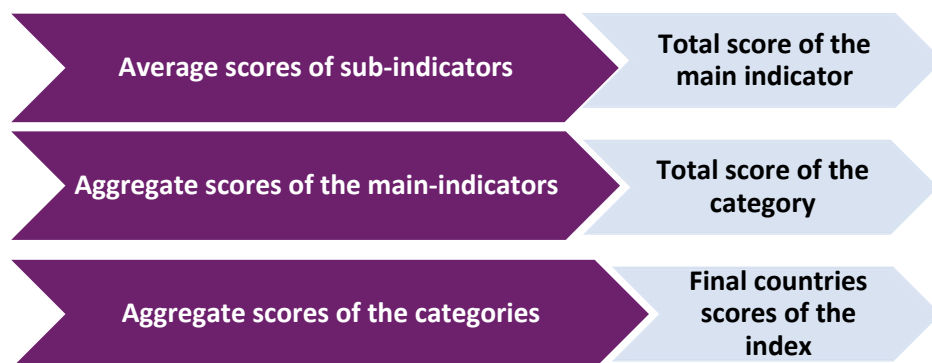 Average scores of sub-indicators
Total score of the
main indicator
Aggregate scores of the main-indicators
Total score of the
category
Aggregate scores of the categories
Final countries
scores of the
index